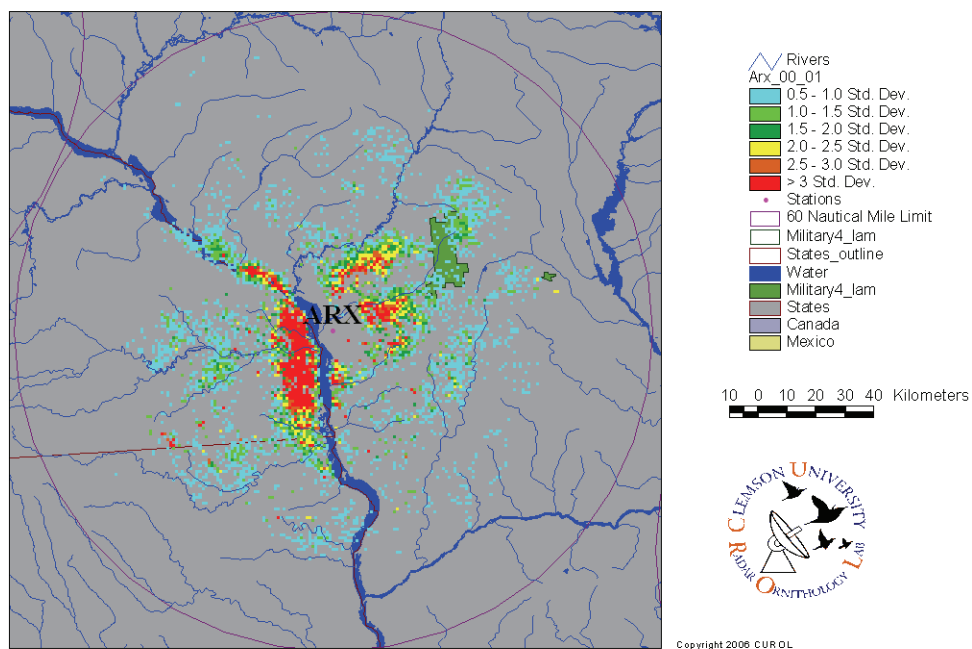 ARX
Rivers
Arx_00_01
0.5 - 1.0 Std. Dev.
1.0 - 1.5 Std. Dev.
1.5 - 2.0 Std. Dev.
2.0 - 2.5 Std. Dev.
2.5 - 3.0 Std. Dev.
> 3 Std. Dev.
Stations
60 Nautical Mile Limit
Military4_lam
States_outline
Water
Military4_lam
States
Canada
Mexico
10 0 10 20 30 40 Kilometers
CLEMSON UNIVERSITY
RADAR ORNITHOLOGY LAB
Copyright 2006 CUROL